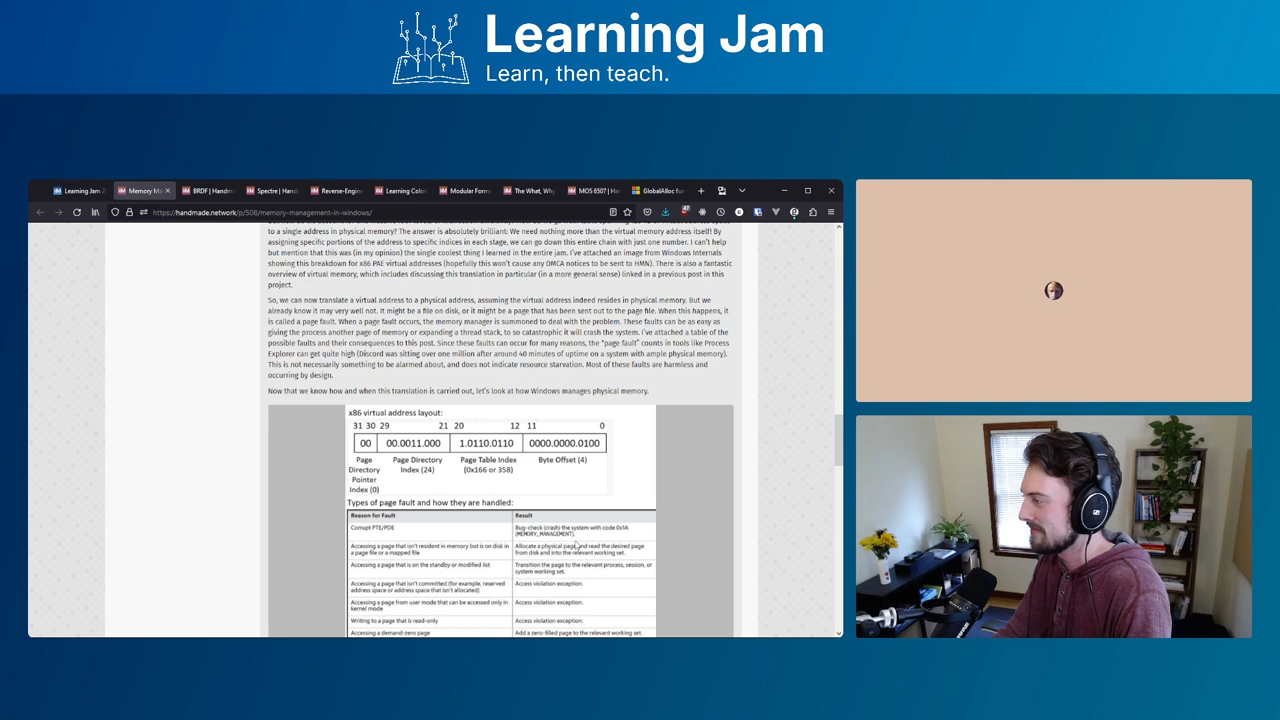 Learning Jam
Learn, then teach.
Learning Jam 2
Memory Ma
BRDF | Handm
Spectre | Hand
Reverse-Engin
Learning Colo
Modular Form
The What, Why
MOS 6507 | Ha
GlobalAlloc fun
https://handmade.network/p/508/memory-management-in-windows/
to a single address in physical memory? The answer is absolutely brilliant: We need nothing more than the virtual memory address itself! By
assigning specific portions of the address to specific indices in each stage, we can go down this entire chain with just one number. I can't help
but mention that this was (in my opinion) the single coolest thing I learned in the entire jam. I've attached an image from Windows Internals
showing this breakdown for x86 PAE virtual addresses (hopefully this won't cause any DMCA notices to be sent to HMN). There is also a fantastic
overview of virtual memory, which includes discussing this translation in particular (in a more general sense) linked in a previous post in this
project.
So, we can now translate a virtual address to a physical address, assuming the virtual address indeed resides in physical memory. But we
already know it may very well not. It might be a file on disk, or it might be a page that has been sent out to the page file. When this happens, it
is called a page fault. When a page fault occurs, the memory manager is summoned to deal with the problem. These faults can be as easy as
giving the process another page of memory or expanding a thread stack, to so catastrophic it will crash the system. I've attached a table of the
possible faults and their consequences to this post. Since these faults can occur for many reasons, the "page fault" counts in tools like Process
Explorer can get quite high (Discord was sitting over one million after around 40 minutes of uptime on a system with ample physical memory).
This is not necessarily something to be alarmed about, and does not indicate resource starvation. Most of these faults are harmless and
occurring by design.
Now that we know how and when this translation is carried out, let's look at how Windows manages physical memory.
x86 virtual address layout:
31 30 29 21 20 12 11 0
00 00.0011.000 1.0110.0110 0000.0000.0100
Page Directory Pointer Index (0)
Page Directory Index (24)
Page Table Index (0x166 or 358)
Byte Offset (4)
Types of page fault and how they are handled:
Reason for Fault Result
Corrupt PTE/PDE
Bug-check (crash) the system with code 0x1A
(MEMORY_MANAGEMENT).
Accessing a page that isn't resident in memory but is on disk in
a page file or a mapped file
Allocate a physical page and read the desired page
from disk and into the relevant working set.
Accessing a page that is on the standby or modified list
Transition the page to the relevant process, session, or
system working set.
Accessing a page that isn't committed (for example, reserved
address space or address space that isn't allocated)
Access violation exception.
Accessing a page from user mode that can be accessed only in
kernel mode
Access violation exception.
Writing to a page that is read-only
Access violation exception.
Accessing a demand-zero page
Add a zero-filled page to the relevant working set.